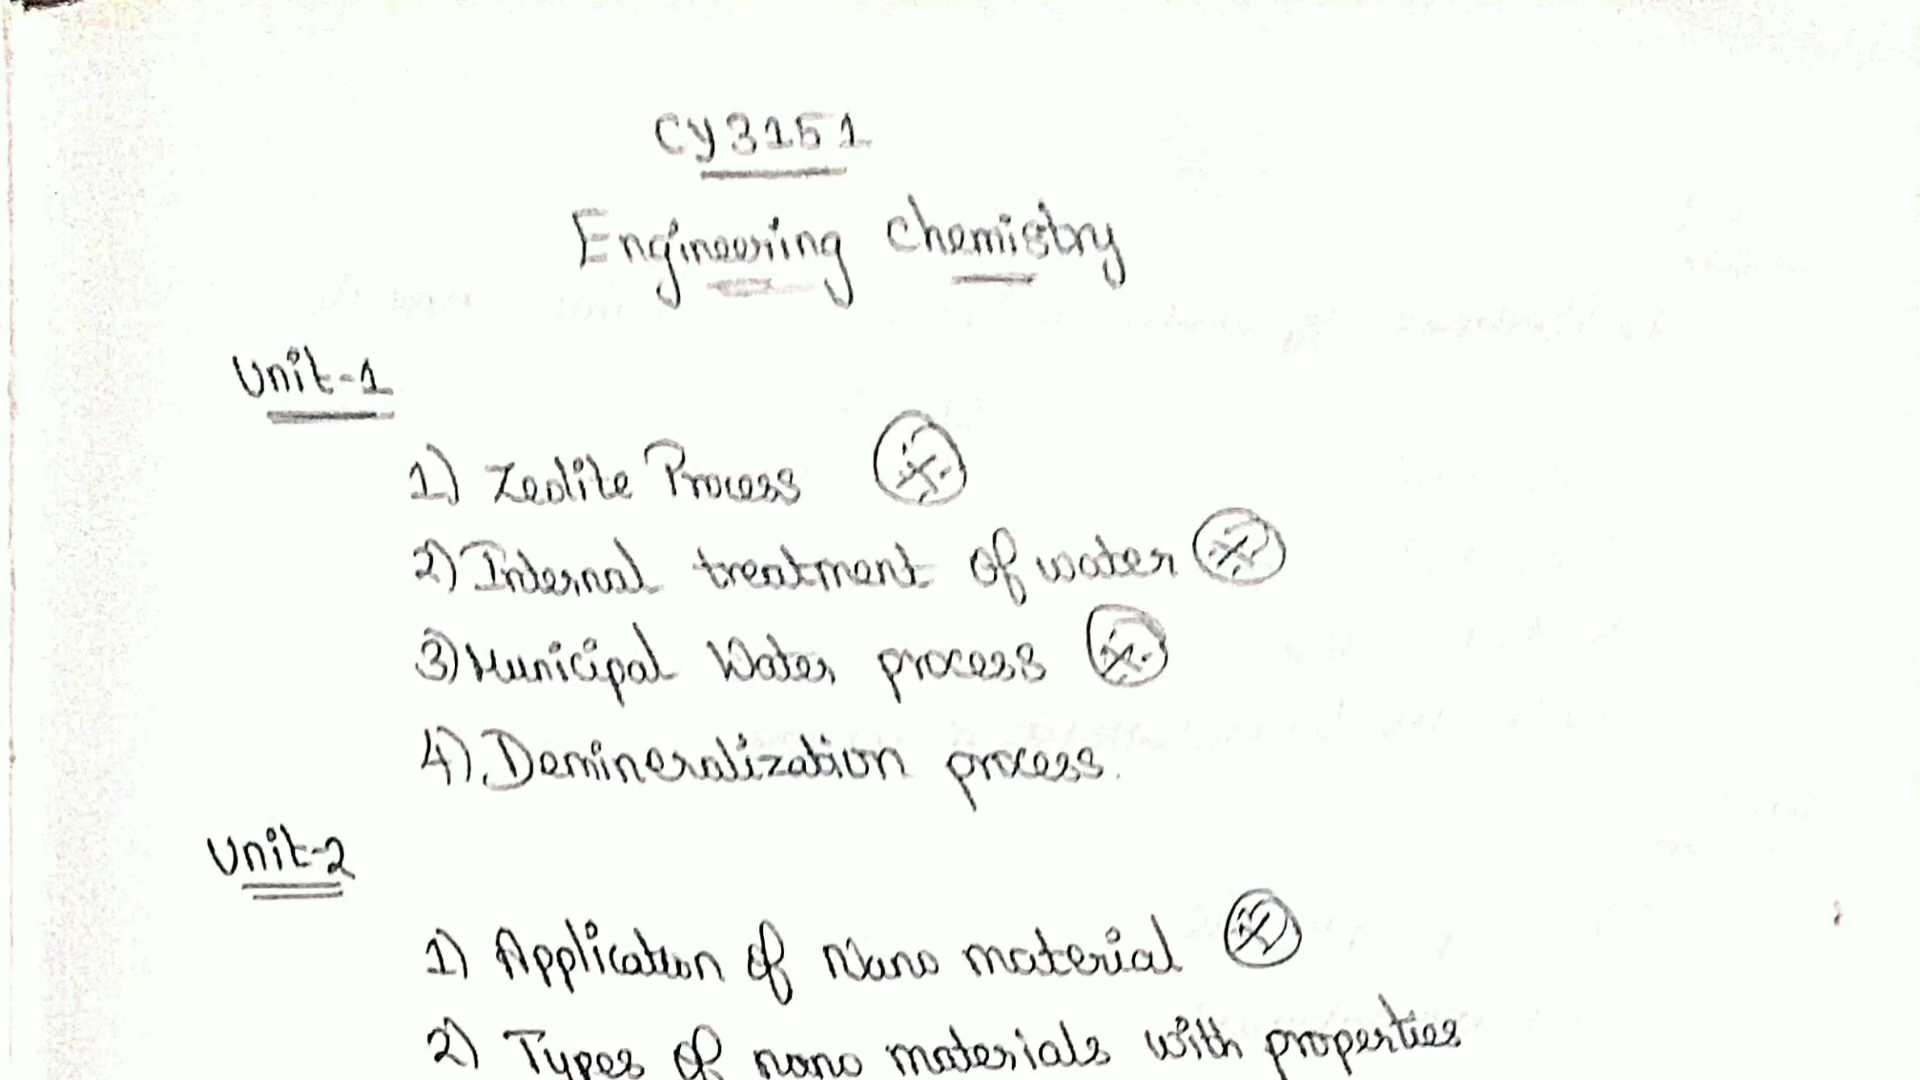 CY3151
Engineering Chemistry
Unit-1
1) Zeolite Process
2) Internal treatment of water
3) Municipal Water process
4) Demineralization process.
Unit-2
1) Application of Nano material
2) Types of nano materials with properties